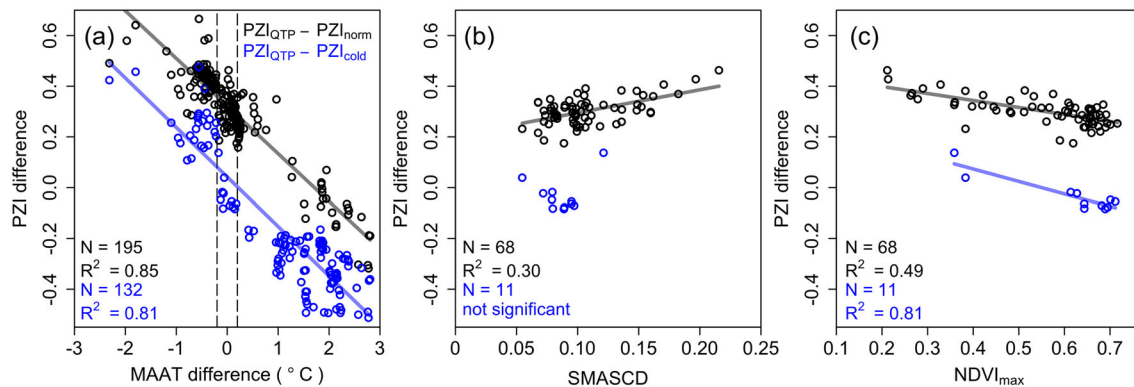 (a)
PZI_QTP – PZI_norm
PZI_QTP – PZI_cold
PZI difference
0.6
0.4
0.2
0.0
-0.2
-0.4
N = 195
R² = 0.85
N = 132
R² = 0.81
-3 -2 -1 0 1 2 3
MAAT difference ( ° C )
(b)
PZI difference
0.6
0.4
0.2
0.0
-0.2
-0.4
N = 68
R² = 0.30
N = 11
not significant
0.05 0.10 0.15 0.20 0.25
SMASCD
(c)
PZI difference
0.6
0.4
0.2
0.0
-0.2
-0.4
N = 68
R² = 0.49
N = 11
R² = 0.81
0.1 0.2 0.3 0.4 0.5 0.6 0.7 0.8
NDVI_max